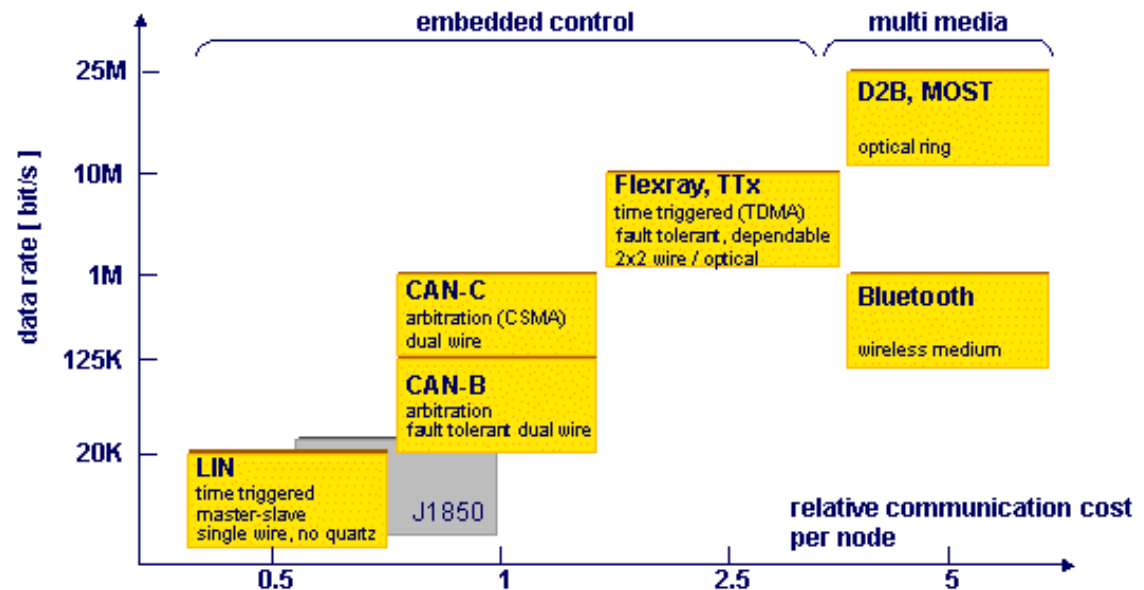 embedded control
multi media
data rate [ bit/s ]
25M
10M
1M
125K
20K
D2B, MOST
optical ring
Flexray, TTx
time triggered (TDMA)
fault tolerant, dependable
2x2 wire / optical
CAN-C
arbitration (CSMA)
dual wire
Bluetooth
wireless medium
CAN-B
arbitration
fault tolerant dual wire
LIN
time triggered
master-slave
single wire, no quartz
J1850
relative communication cost
per node
0.5
1
2.5
5